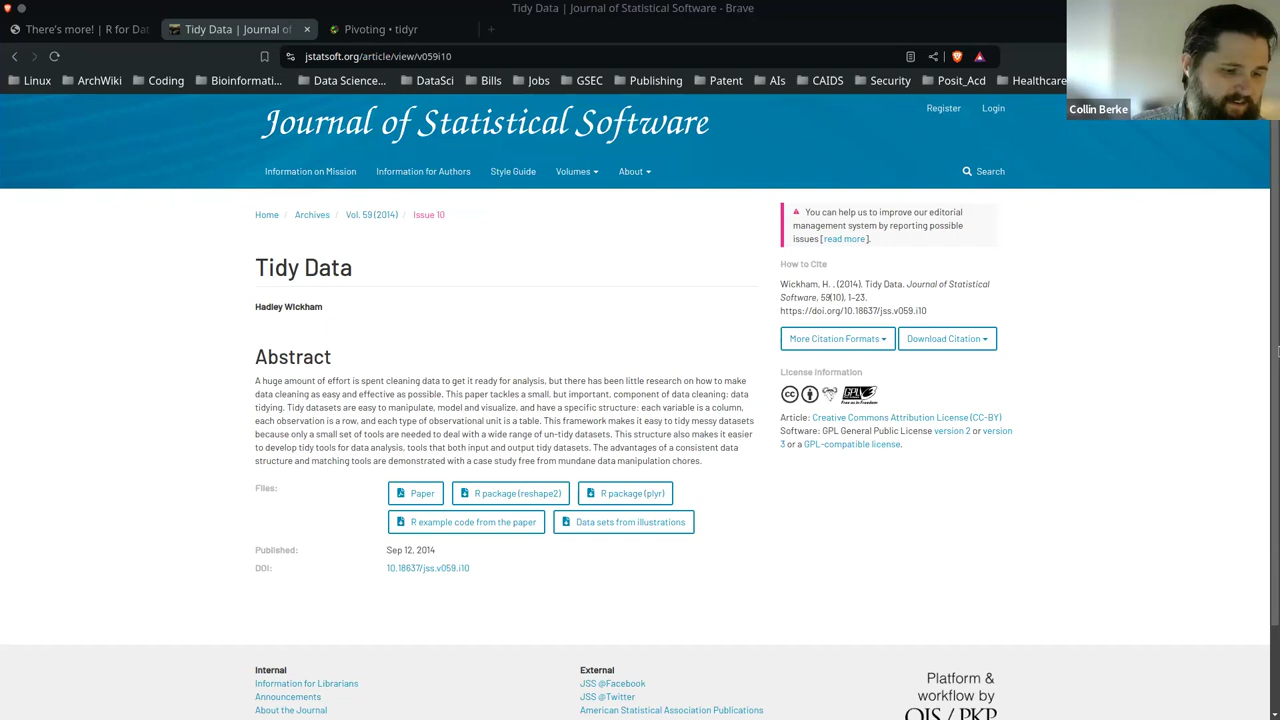 Tidy Data | Journal of Statistical Software - Brave
There's more! | R for Dat
Tidy Data | Journal of
Pivoting • tidyr
jstatsoft.org/article/view/v059i10
Linux
ArchWiki
Coding
Bioinformati...
Data Science...
DataSci
Bills
Jobs
GSEC
Publishing
Patent
AIs
CAIDS
Security
Posit_Acd
Healthcare
Collin Berke
Register
Login
Journal of Statistical Software
Information on Mission
Information for Authors
Style Guide
Volumes
About
Search
Home / Archives / Vol. 59 (2014) / Issue 10
Tidy Data
Hadley Wickham
Abstract
A huge amount of effort is spent cleaning data to get it ready for analysis, but there has been little research on how to make
data cleaning as easy and effective as possible. This paper tackles a small, but important, component of data cleaning: data
tidying. Tidy datasets are easy to manipulate, model and visualize, and have a specific structure: each variable is a column,
each observation is a row, and each type of observational unit is a table. This framework makes it easy to tidy messy datasets
because only a small set of tools are needed to deal with a wide range of un-tidy datasets. This structure also makes it easier
to develop tidy tools for data analysis, tools that both input and output tidy datasets. The advantages of a consistent data
structure and matching tools are demonstrated with a case study free from mundane data manipulation chores.
Files:
Paper
R package (reshape2)
R package (plyr)
R example code from the paper
Data sets from illustrations
Published:
Sep 12, 2014
DOI:
10.18637/jss.v059.i10
You can help us to improve our editorial
management system by reporting possible
issues [read more].
How to Cite
Wickham, H. . (2014). Tidy Data. Journal of Statistical
Software, 59(10), 1–23.
https://doi.org/10.18637/jss.v059.i10
More Citation Formats
Download Citation
License Information
Article: Creative Commons Attribution License (CC-BY)
Software: GPL General Public License version 2 or version
3 or a GPL-compatible license.
Internal
Information for Librarians
Announcements
About the Journal
External
JSS @Facebook
JSS @Twitter
American Statistical Association Publications
Platform &
workflow by
OJS / PKP